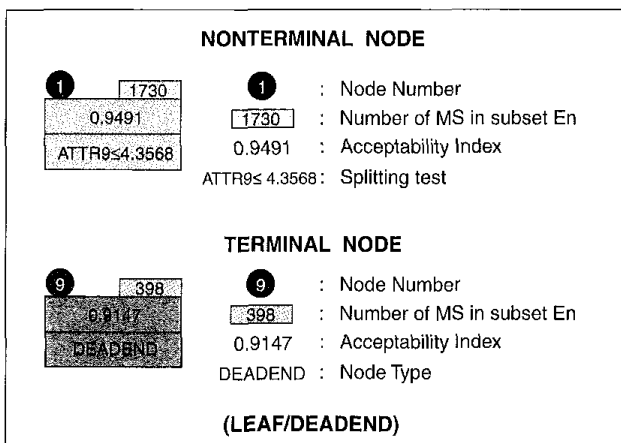 NONTERMINAL NODE
1 1730
0.9491
ATTR9≤4.3568
1 : Node Number
1730 : Number of MS in subset En
0.9491 : Acceptability Index
ATTR9≤ 4.3568 : Splitting test
TERMINAL NODE
9 398
0.9147
DEADEND
9 : Node Number
398 : Number of MS in subset En
0.9147 : Acceptability Index
DEADEND : Node Type
(LEAF/DEADEND)